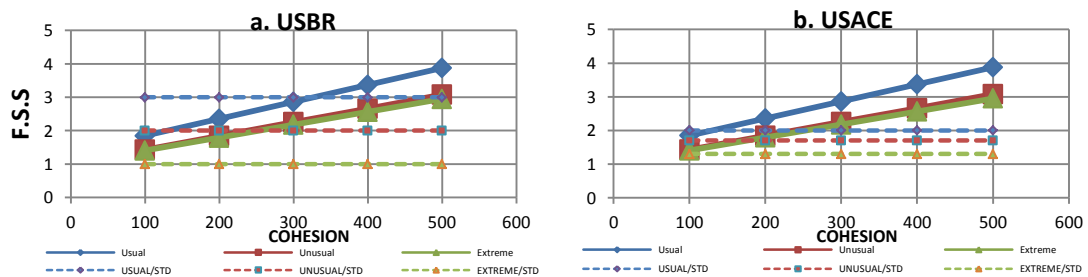 a. USBR
F.S.S
5
4
3
2
1
0
0 100 200 300 400 500 600
COHESION
Usual Unusual Extreme
USUAL/STD UNUSUAL/STD EXTREME/STD
b. USACE
5
4
3
2
1
0
0 100 200 300 400 500 600
COHESION
Usual Unusual Extreme
USUAL/STD UNUSUAL/STD EXTREME/STD